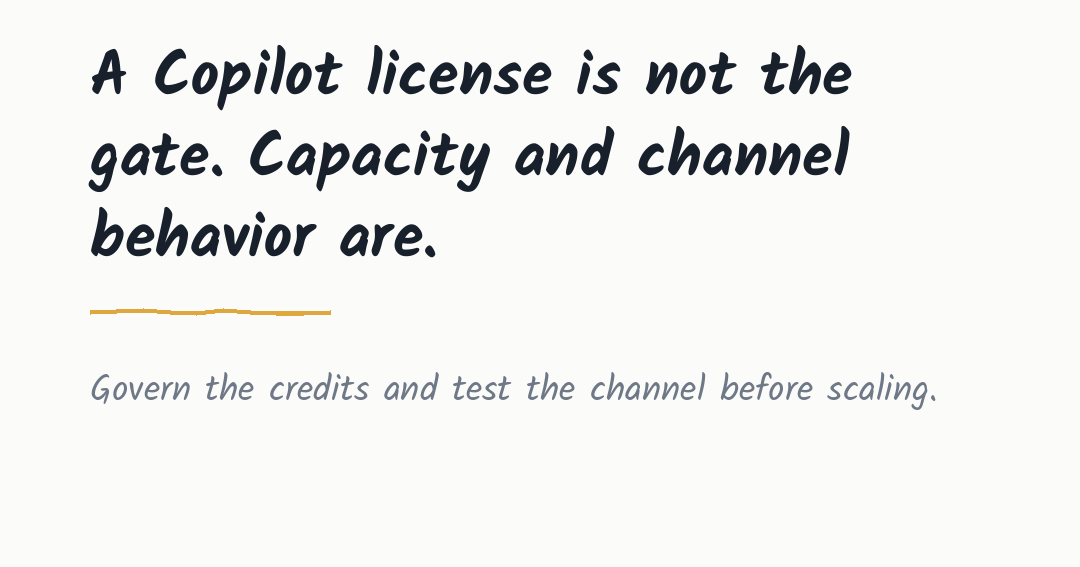 A Copilot license is not the
gate. Capacity and channel
behavior are.
Govern the credits and test the channel before scaling.